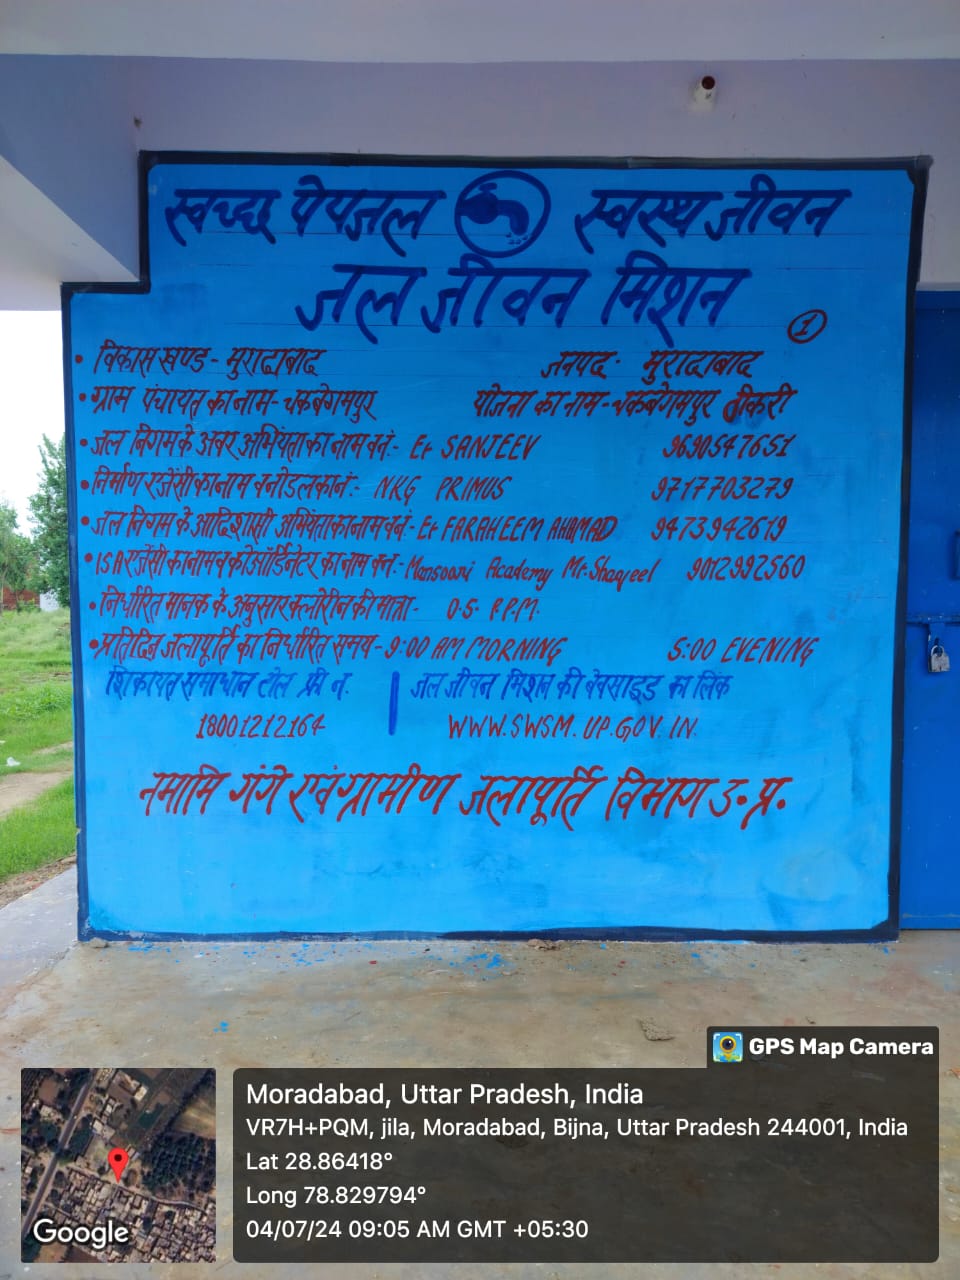 स्वच्छ पेयजल स्वस्थ जीवन
जल जीवन मिशन
1
• विकास खण्ड - मुरादाबाद जनपद - मुरादाबाद
• ग्राम पंचायत का नाम - चकबेगमपुर योजना का नाम - चकबेगमपुर तीकरी
• जल निगम के अवर अभियंता का नाम व नं:- Er SANJEEV 9690547651
• निर्माण एजेंसी का नाम व नोडल का नं:- NKG PRIMUS 9717703279
• जल निगम के आदिशासी अभियंता का नाम व नं:- Er FARAHEEM AHAMAD 9473942619
• ISA एजेंसी का नाम व कोऑर्डिनेटर का नाम व नं:- Mansoori Academy Mr. Shaqeel 9012992560
• निर्धारित मानक के अनुसार क्लोरीन की मात्रा - 0.5 P.P.M.
• प्रतिदिन जलापूर्ति का निर्धारित समय - 9:00 AM MORNING 5:00 EVENING
शिकायत समाधान टोल फ्री नं. जल जीवन मिशन की वेबसाइड का लिंक
18001212164 WWW.SWSM.UP.GOV.IN.
नमामि गंगे एवं ग्रामीण जलापूर्ति विभाग उ.प्र.
GPS Map Camera
Moradabad, Uttar Pradesh, India
VR7H+PQM, jila, Moradabad, Bijna, Uttar Pradesh 244001, India
Lat 28.86418°
Long 78.829794°
04/07/24 09:05 AM GMT +05:30
Google